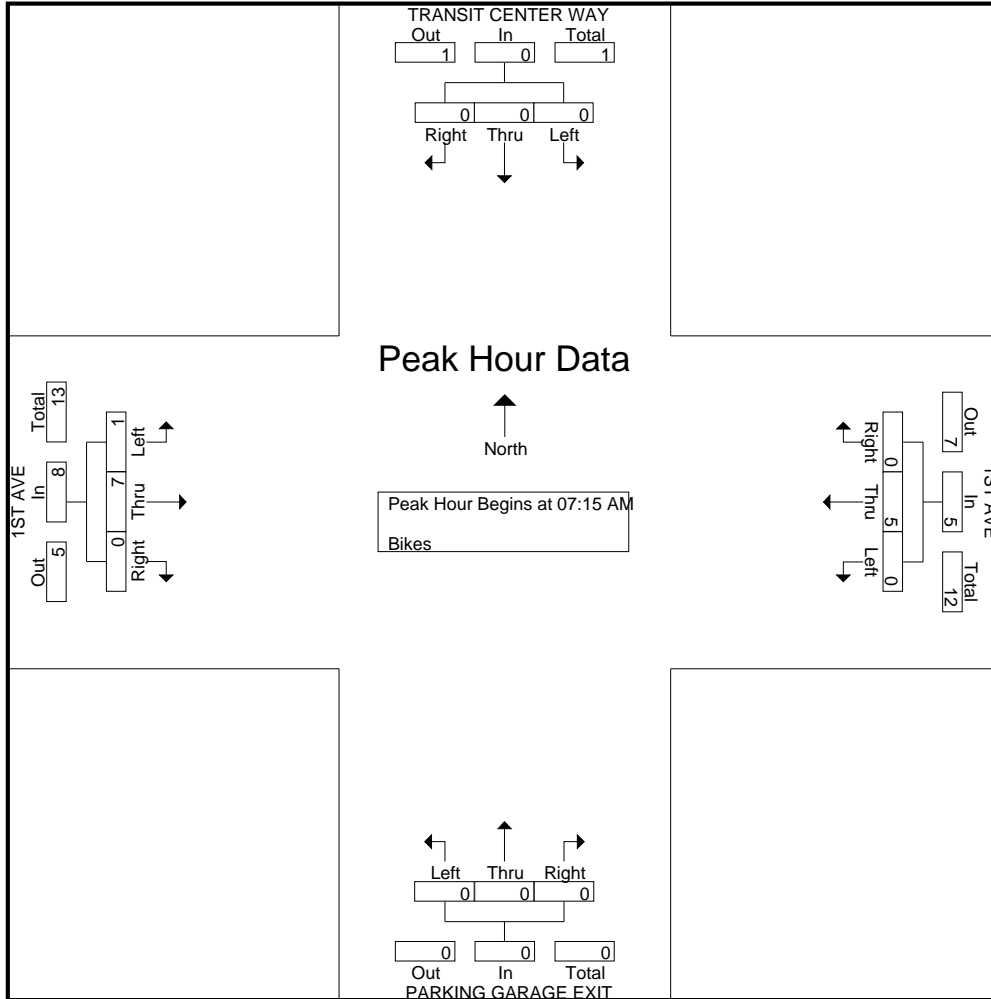 TRANSIT CENTER WAY
Out In Total
1 0 1
0 0 0
Right Thru Left
Peak Hour Data
North
Peak Hour Begins at 07:15 AM
Bikes
1ST AVE
Out In Total
5 8 13
Left Thru Right
1 7 0
1ST AVE
Out In Total
7 5 12
Right Thru Left
0 5 0
Left Thru Right
0 0 0
0 0 0
Out In Total
PARKING GARAGE EXIT